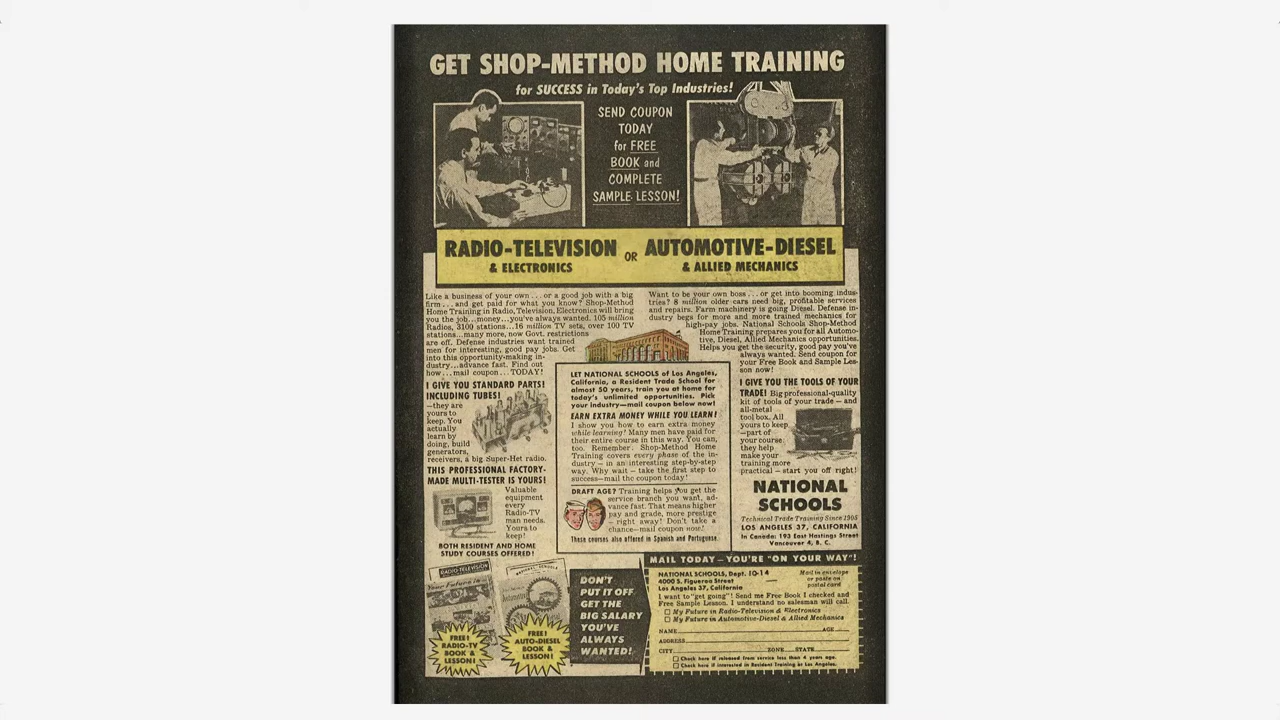 GET SHOP-METHOD HOME TRAINING
for SUCCESS in Today's Top Industries!
SEND COUPON
TODAY
for FREE
BOOK and
COMPLETE
SAMPLE LESSON!
RADIO-TELEVISION
& ELECTRONICS
OR
AUTOMOTIVE-DIESEL
& ALLIED MECHANICS
Like a business of your own . . . or a good job with a big
firm . . . and get paid for what you know? Shop-Method
Home Training in Radio, Television, Electronics will bring
you the job...money...you've always wanted. 105 million
Radios, 3100 stations...16 million TV sets, over 100 TV
stations...many more, now Govt. restrictions
are off. Defense industries want trained
men for interesting, good pay jobs. Get
into this opportunity-making in-
dustry...advance fast. Find out
how...mail coupon...TODAY!
I GIVE YOU STANDARD PARTS!
INCLUDING TUBES!
—they are
yours to
keep. You
actually
learn by
doing, build
generators,
receivers, a big Super-Het radio.
THIS PROFESSIONAL FACTORY-
MADE MULTI-TESTER IS YOURS!
Valuable
equipment
every
Radio-TV
man needs.
Yours to
keep!
BOTH RESIDENT AND HOME
STUDY COURSES OFFERED!
LET NATIONAL SCHOOLS of Los Angeles,
California, a Resident Trade School for
almost 50 years, train you at home for
today's unlimited opportunities. Pick
your industry—mail coupon below now!
EARN EXTRA MONEY WHILE YOU LEARN!
I show you how to earn extra money
while learning! Many men have paid for
their entire course in this way. You can,
too. Remember: Shop-Method Home
Training covers every phase of the in-
dustry — in an interesting step-by-step
way. Why wait — take the first step to
success—mail the coupon today!
DRAFT AGE? Training helps you get the
service branch you want, ad-
vance fast. That means higher
pay and grade, more prestige
— right away! Don't take a
chance—mail coupon now!
These courses also offered in Spanish and Portuguese.
Want to be your own boss . . . or get into booming indus-
tries? 8 million older cars need big, profitable services
and repairs. Farm machinery is going Diesel. Defense in-
dustry begs for more and more trained mechanics for
high-pay jobs. National Schools Shop-Method
Home Training prepares you for all Automo-
tive, Diesel, Allied Mechanics opportunities.
Helps you get the security, good pay you've
always wanted. Send coupon for
your Free Book and Sample Les-
son now!
I GIVE YOU THE TOOLS OF YOUR
TRADE! Big professional-quality
kit of tools of your trade — and
all-metal
tool box. All
yours to keep
—part of
your course;
they help
make your
training more
practical — start you off right!
NATIONAL
SCHOOLS
Technical Trade Training Since 1905
LOS ANGELES 37, CALIFORNIA
In Canada: 193 East Hastings Street
Vancouver 4, B. C.
RADIO-TELEVISION
Your Future in
NATIONAL SCHOOLS
FREE!
RADIO-TV
BOOK &
LESSON!
FREE!
AUTO-DIESEL
BOOK &
LESSON!
DON'T
PUT IT OFF
GET THE
BIG SALARY
YOU'VE
ALWAYS
WANTED!
MAIL TODAY—YOU'RE "ON YOUR WAY"!
NATIONAL SCHOOLS, Dept. 10-14
4000 S. Figueroa Street
Los Angeles 37, California
Mail in envelope
or paste on
postal card
I want to "get going"! Send me Free Book I checked and
Free Sample Lesson. I understand no salesman will call.
My Future in Radio-Television & Electronics
My Future in Automotive-Diesel & Allied Mechanics
NAME AGE
ADDRESS
CITY ZONE STATE
Check here if released from service less than 4 years ago.
Check here if interested in Resident Training at Los Angeles.